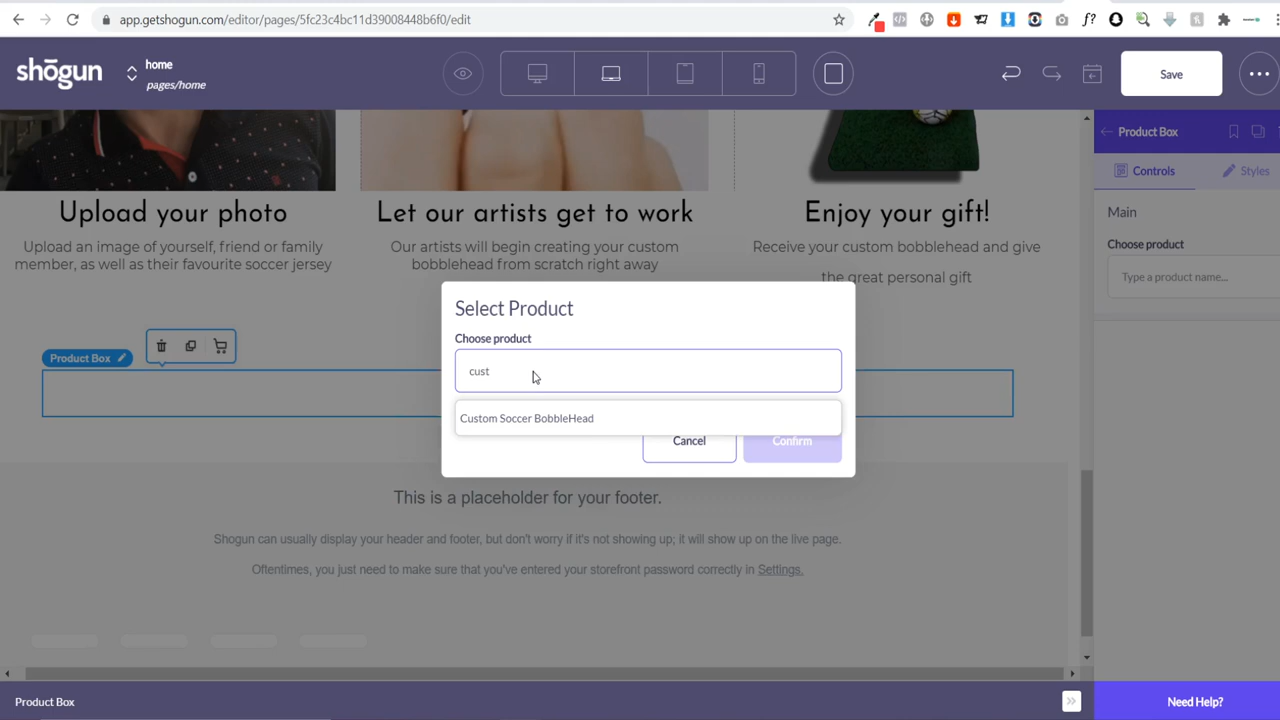 app.getshogun.com/editor/pages/5fc23c4bc11d39008448b6f0/edit
f?
shōgun
home
pages/home
Save
Product Box
Controls
Styles
Main
Choose product
Type a product name...
Upload your photo
Let our artists get to work
Enjoy your gift!
Upload an image of yourself, friend or family
member, as well as their favourite soccer jersey
Our artists will begin creating your custom
bobblehead from scratch right away
Receive your custom bobblehead and give
the great personal gift
Select Product
Choose product
cust
Custom Soccer BobbleHead
Cancel
Confirm
Product Box
This is a placeholder for your footer.
Shogun can usually display your header and footer, but don't worry if it's not showing up; it will show up on the live page.
Oftentimes, you just need to make sure that you've entered your storefront password correctly in Settings.
Product Box
Need Help?